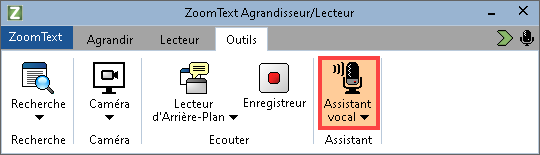 ZoomText Agrandisseur/Lecteur
ZoomText Agrandir Lecteur Outils
Recherche Caméra Lecteur d'Arrière-Plan Enregistreur Assistant vocal
Recherche Caméra Ecouter Assistant